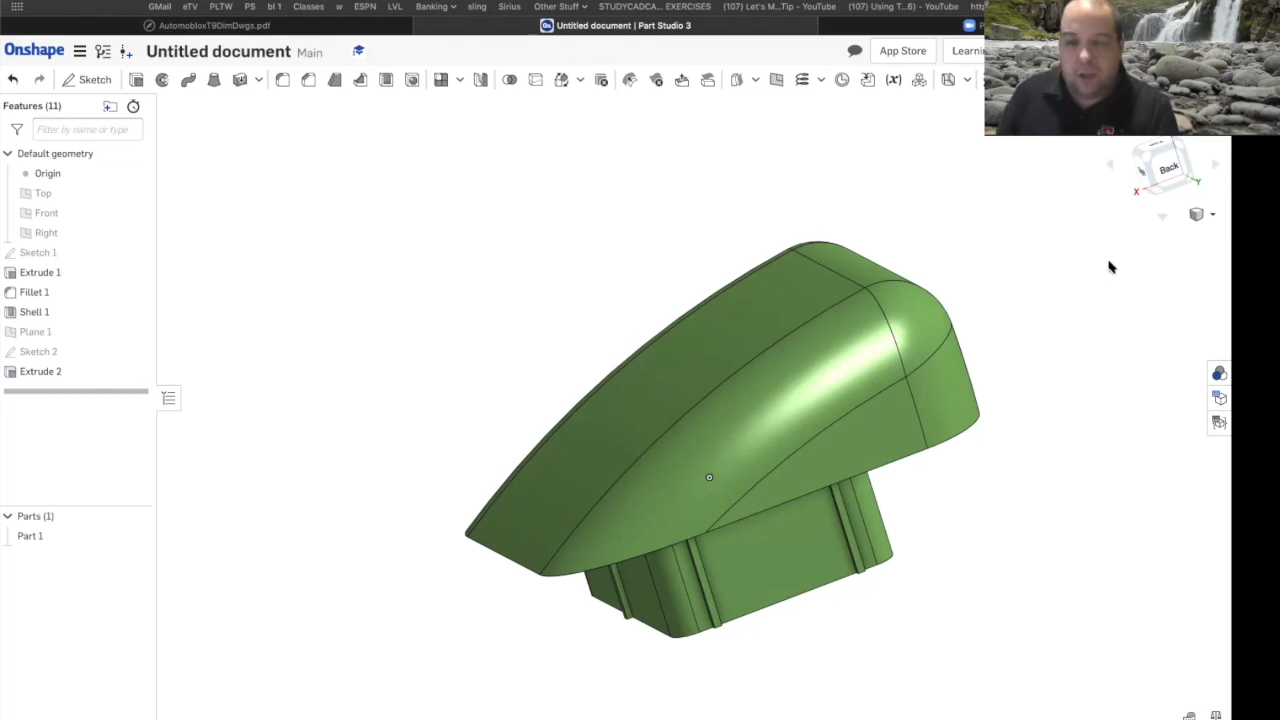 GMail eTV PLTW PS bl 1 Classes w ESPN LVL Banking sling Sirius Other Stuff STUDYCADCA... EXERCISES (107) Let's M...Tip - YouTube (107) Using T...6) - YouTube
AutomobloxT9DimDwgs.pdf Untitled document | Part Studio 3
Onshape Untitled document Main App Store
Sketch (x)
Features (11)
Filter by name or type
Default geometry
Origin
Top
Front
Right
Sketch 1
Extrude 1
Fillet 1
Shell 1
Plane 1
Sketch 2
Extrude 2
Parts (1)
Part 1
Back
X Y